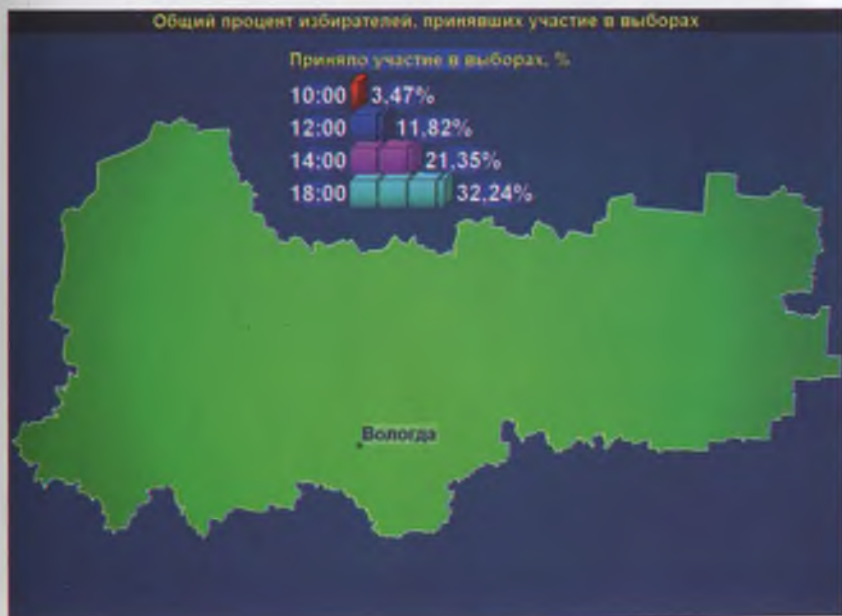 Общий процент избирателей, принявших участие в выборах
Приняло участие в выборах, %
10:00 3,47%
12:00 11,82%
14:00 21,35%
18:00 32,24%
Вологда